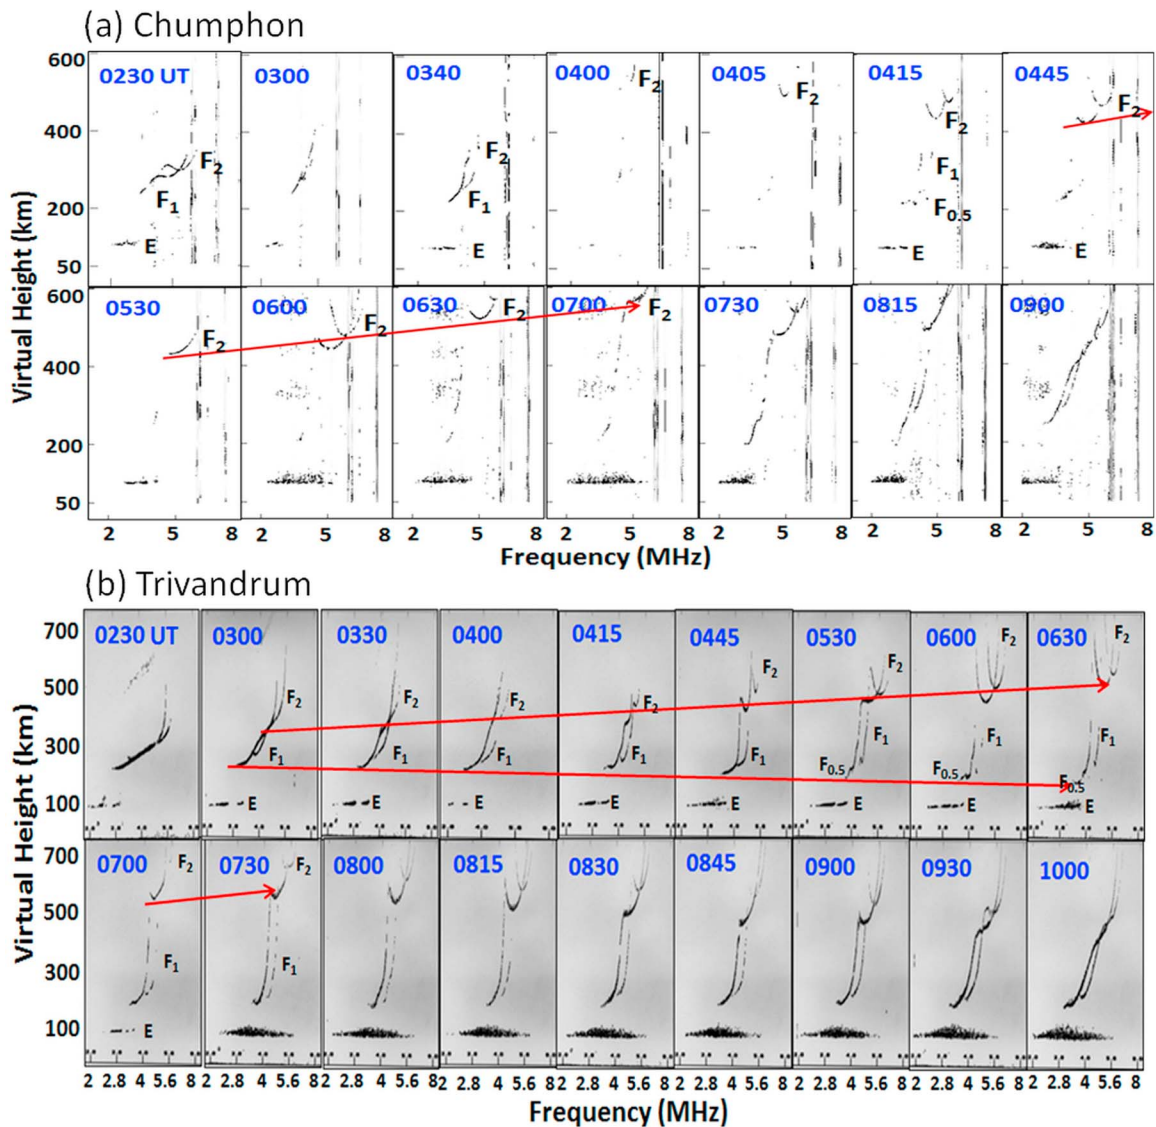 (a) Chumphon
600 0230 UT 0300 0340 0400 0405 0415 0445
F2 F2 F2
400 F2 F2
F2 F2 F1
F1 F1 F0.5
200
E E E E
50
600 0530 0600 0630 0700 0730 0815 0900
F2 F2 F2 F2
400
200
50
Virtual Height (km)
2 5 8 2 5 8 2 5 8 2 5 8 2 5 8 2 5 8 2 5 8
Frequency (MHz)
(b) Trivandrum
700 0230 UT 0300 0330 0400 0415 0445 0530 0600 0630
F2 F2 F2 F2 F2 F2 F2 F2
500
300 F1 F1 F1 F1 F1 F1 F1 F1
F0.5 F0.5 F0.5
100 E E E E E E E E
700 0700 0730 0800 0815 0830 0845 0900 0930 1000
F2 F2
500
300 F1 F1
100 E
Virtual Height (km)
2 2.8 4 5.6 8 2 2.8 4 5.6 8 2 2.8 4 5.6 8 2 2.8 4 5.6 8 2 2.8 4 5.6 8 2 2.8 4 5.6 8 2 2.8 4 5.6 8 2 2.8 4 5.6 8 2 2.8 4 5.6 8
Frequency (MHz)